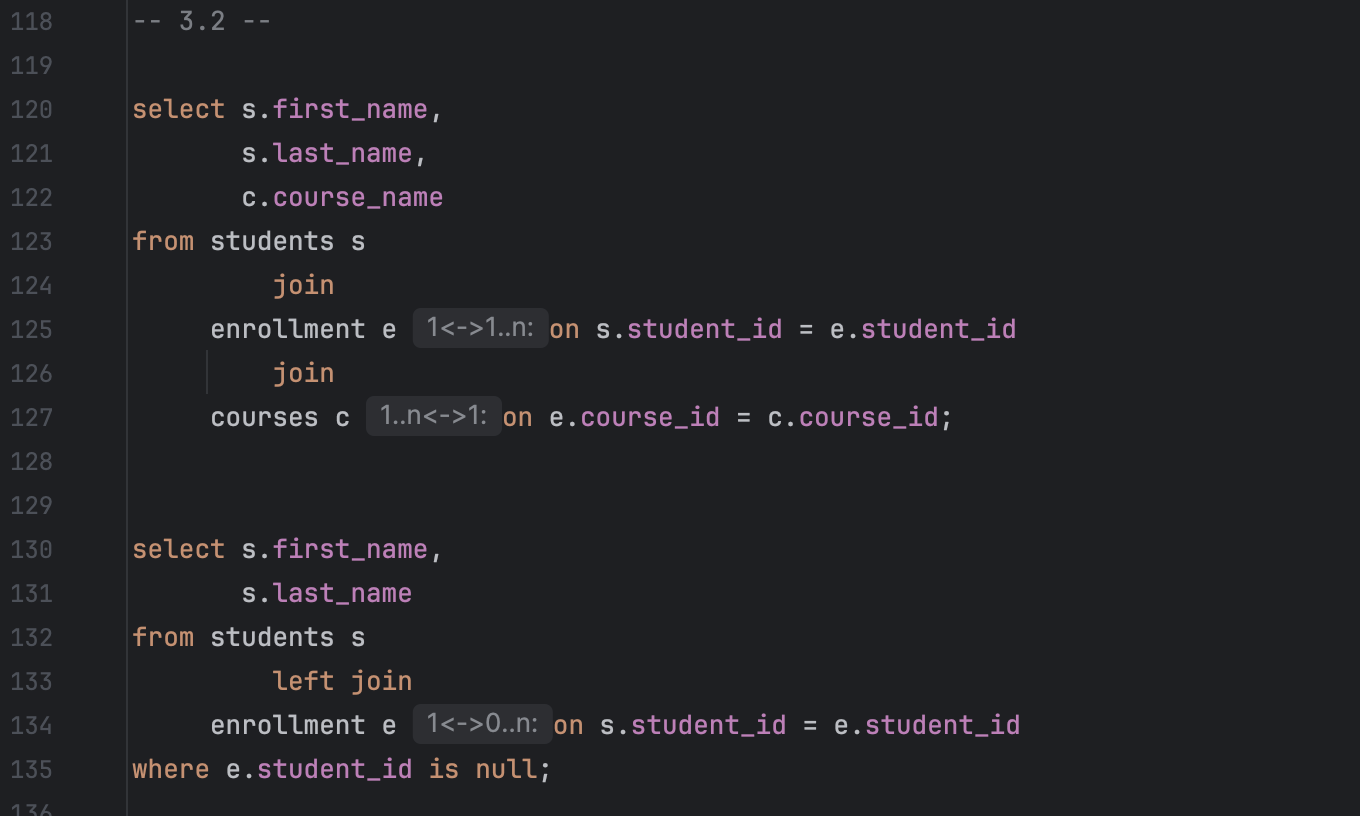 118 -- 3.2 --
119
120 select s.first_name,
121 s.last_name,
122 c.course_name
123 from students s
124 join
125 enrollment e 1<->1..n: on s.student_id = e.student_id
126 join
127 courses c 1..n<->1: on e.course_id = c.course_id;
128
129
130 select s.first_name,
131 s.last_name
132 from students s
133 left join
134 enrollment e 1<->0..n: on s.student_id = e.student_id
135 where e.student_id is null;
136